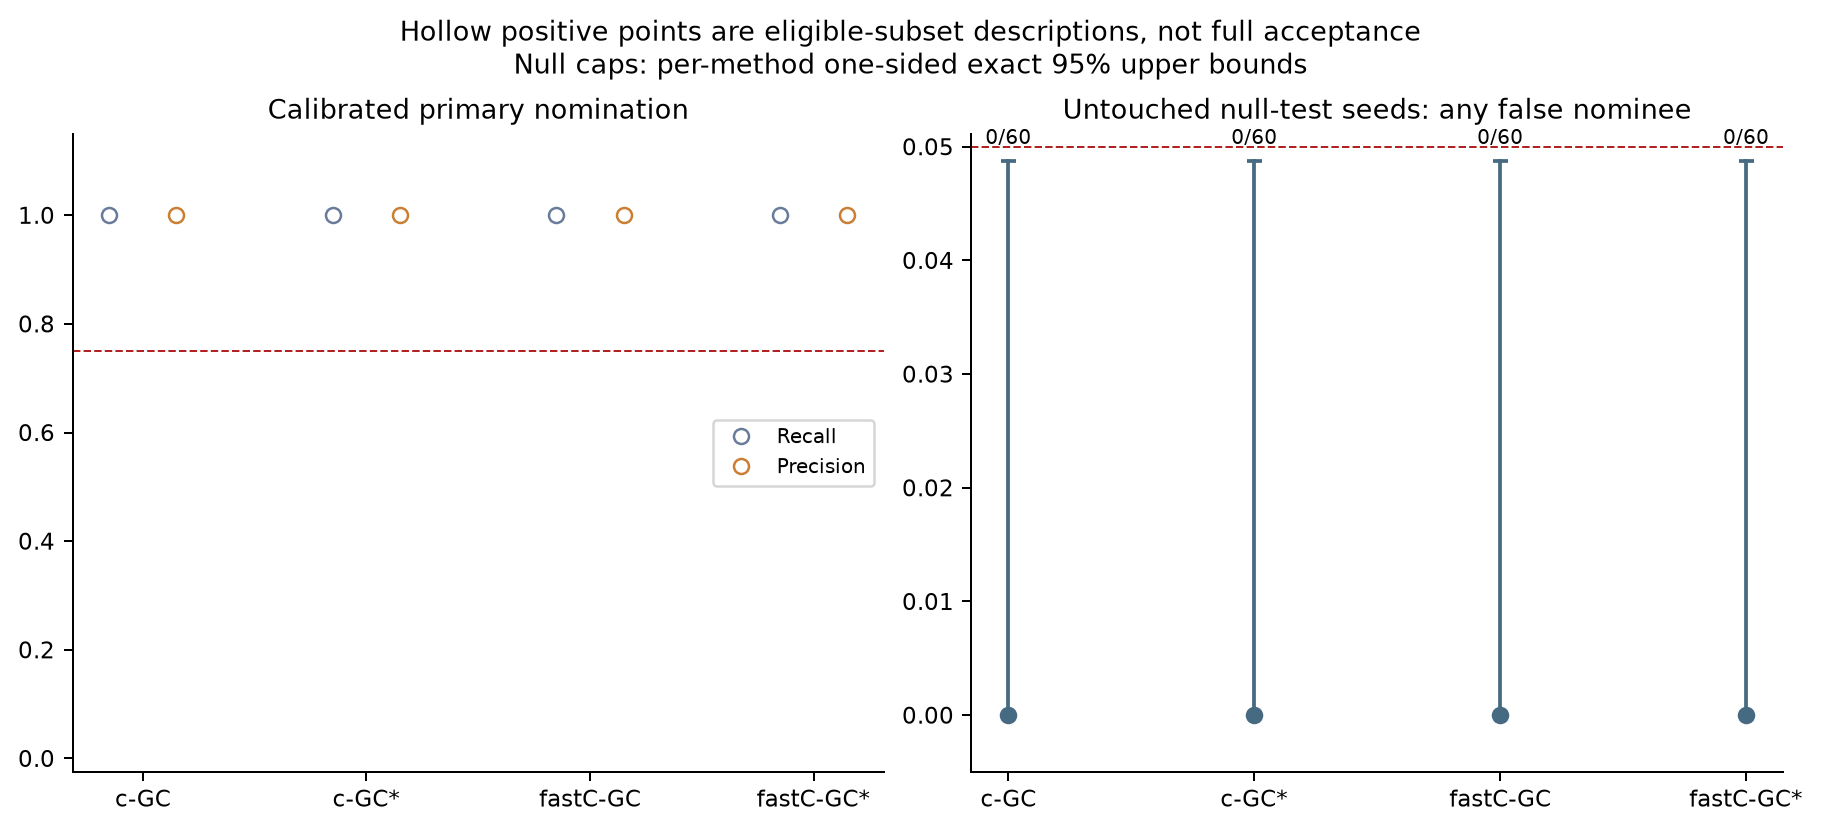 Hollow positive points are eligible-subset descriptions, not full acceptance
Null caps: per-method one-sided exact 95% upper bounds
Calibrated primary nomination
1.0
0.8
0.6
0.4
0.2
0.0
Recall
Precision
c-GC
c-GC*
fastC-GC
fastC-GC*
Untouched null-test seeds: any false nominee
0/60
0/60
0/60
0/60
0.05
0.04
0.03
0.02
0.01
0.00
c-GC
c-GC*
fastC-GC
fastC-GC*